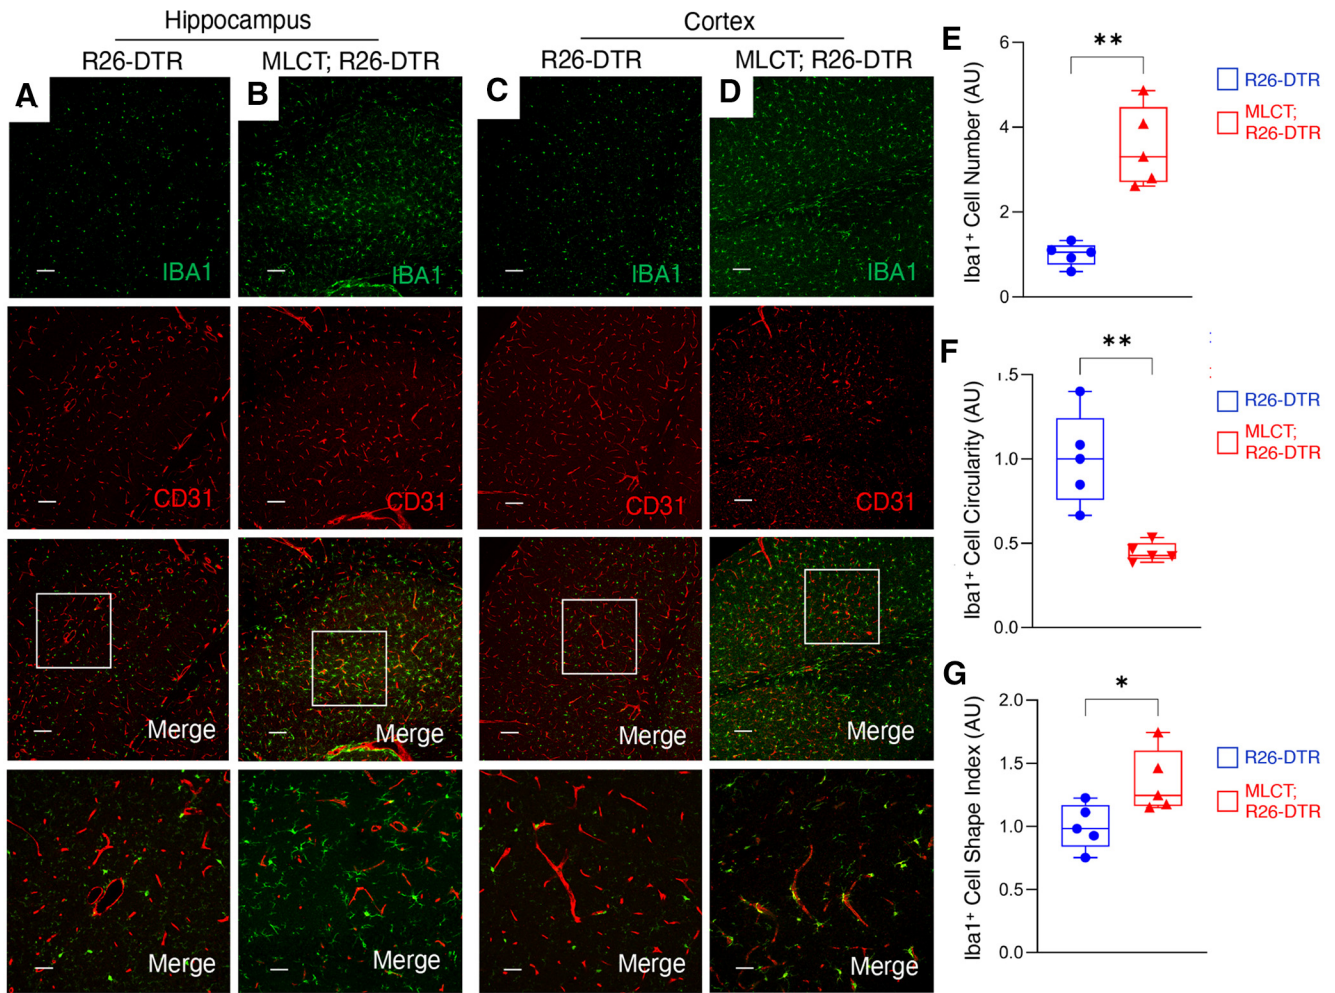 Hippocampus
Cortex
R26-DTR
MLCT; R26-DTR
R26-DTR
MLCT; R26-DTR
A
B
C
D
IBA1
IBA1
IBA1
IBA1
CD31
CD31
CD31
CD31
Merge
Merge
Merge
Merge
Merge
Merge
Merge
Merge
E
Iba1⁺ Cell Number (AU)
6
4
2
0
**
R26-DTR
MLCT;
R26-DTR
F
Iba1⁺ Cell Circularity (AU)
1.5
1.0
0.5
0.0
**
R26-DTR
MLCT;
R26-DTR
G
Iba1⁺ Cell Shape Index (AU)
2.0
1.5
1.0
0.5
0.0
*
R26-DTR
MLCT;
R26-DTR